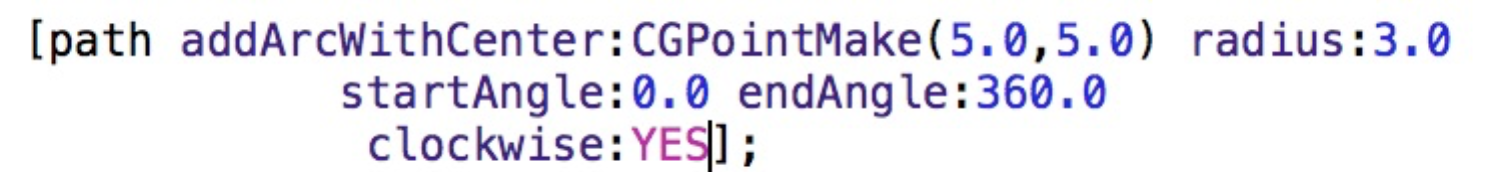 [path addArcWithCenter:CGPointMake(5.0,5.0) radius:3.0
startAngle:0.0 endAngle:360.0
clockwise:YES];